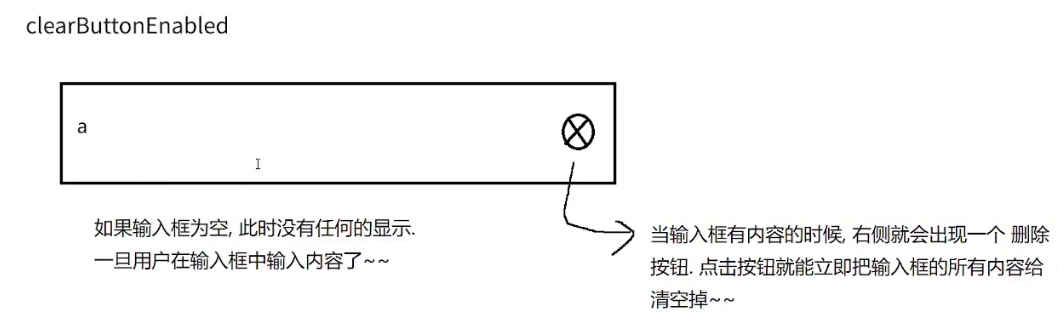 clearButtonEnabled
a
如果输入框为空, 此时没有任何的显示.
一旦用户在输入框中输入内容了~~
当输入框有内容的时候, 右侧就会出现一个 删除
按钮. 点击按钮就能立即把输入框的所有内容给
清空掉~~